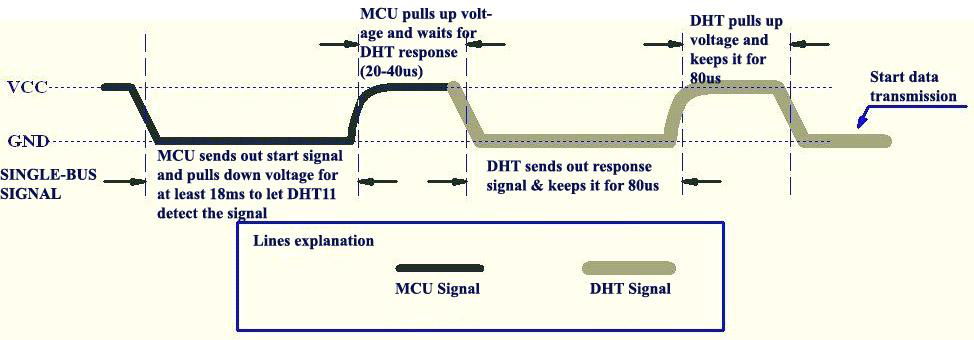 MCU pulls up volt-
age and waits for
DHT response
(20-40us)
DHT pulls up
voltage and
keeps it for
80us
VCC
Start data
transmission
GND
SINGLE-BUS
SIGNAL
MCU sends out start signal
and pulls down voltage for
at least 18ms to let DHT11
detect the signal
DHT sends out response
signal & keeps it for 80us
Lines explanation
MCU Signal
DHT Signal